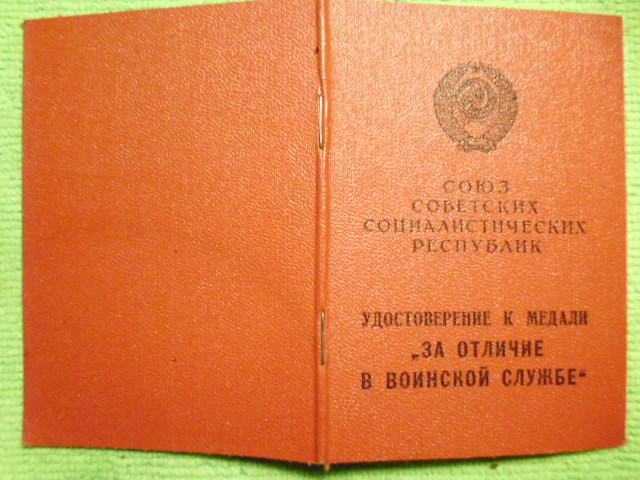 СОЮЗ
СОВЕТСКИХ
СОЦИАЛИСТИЧЕСКИХ
РЕСПУБЛИК
УДОСТОВЕРЕНИЕ К МЕДАЛИ
„ЗА ОТЛИЧИЕ
В ВОИНСКОЙ СЛУЖБЕ“